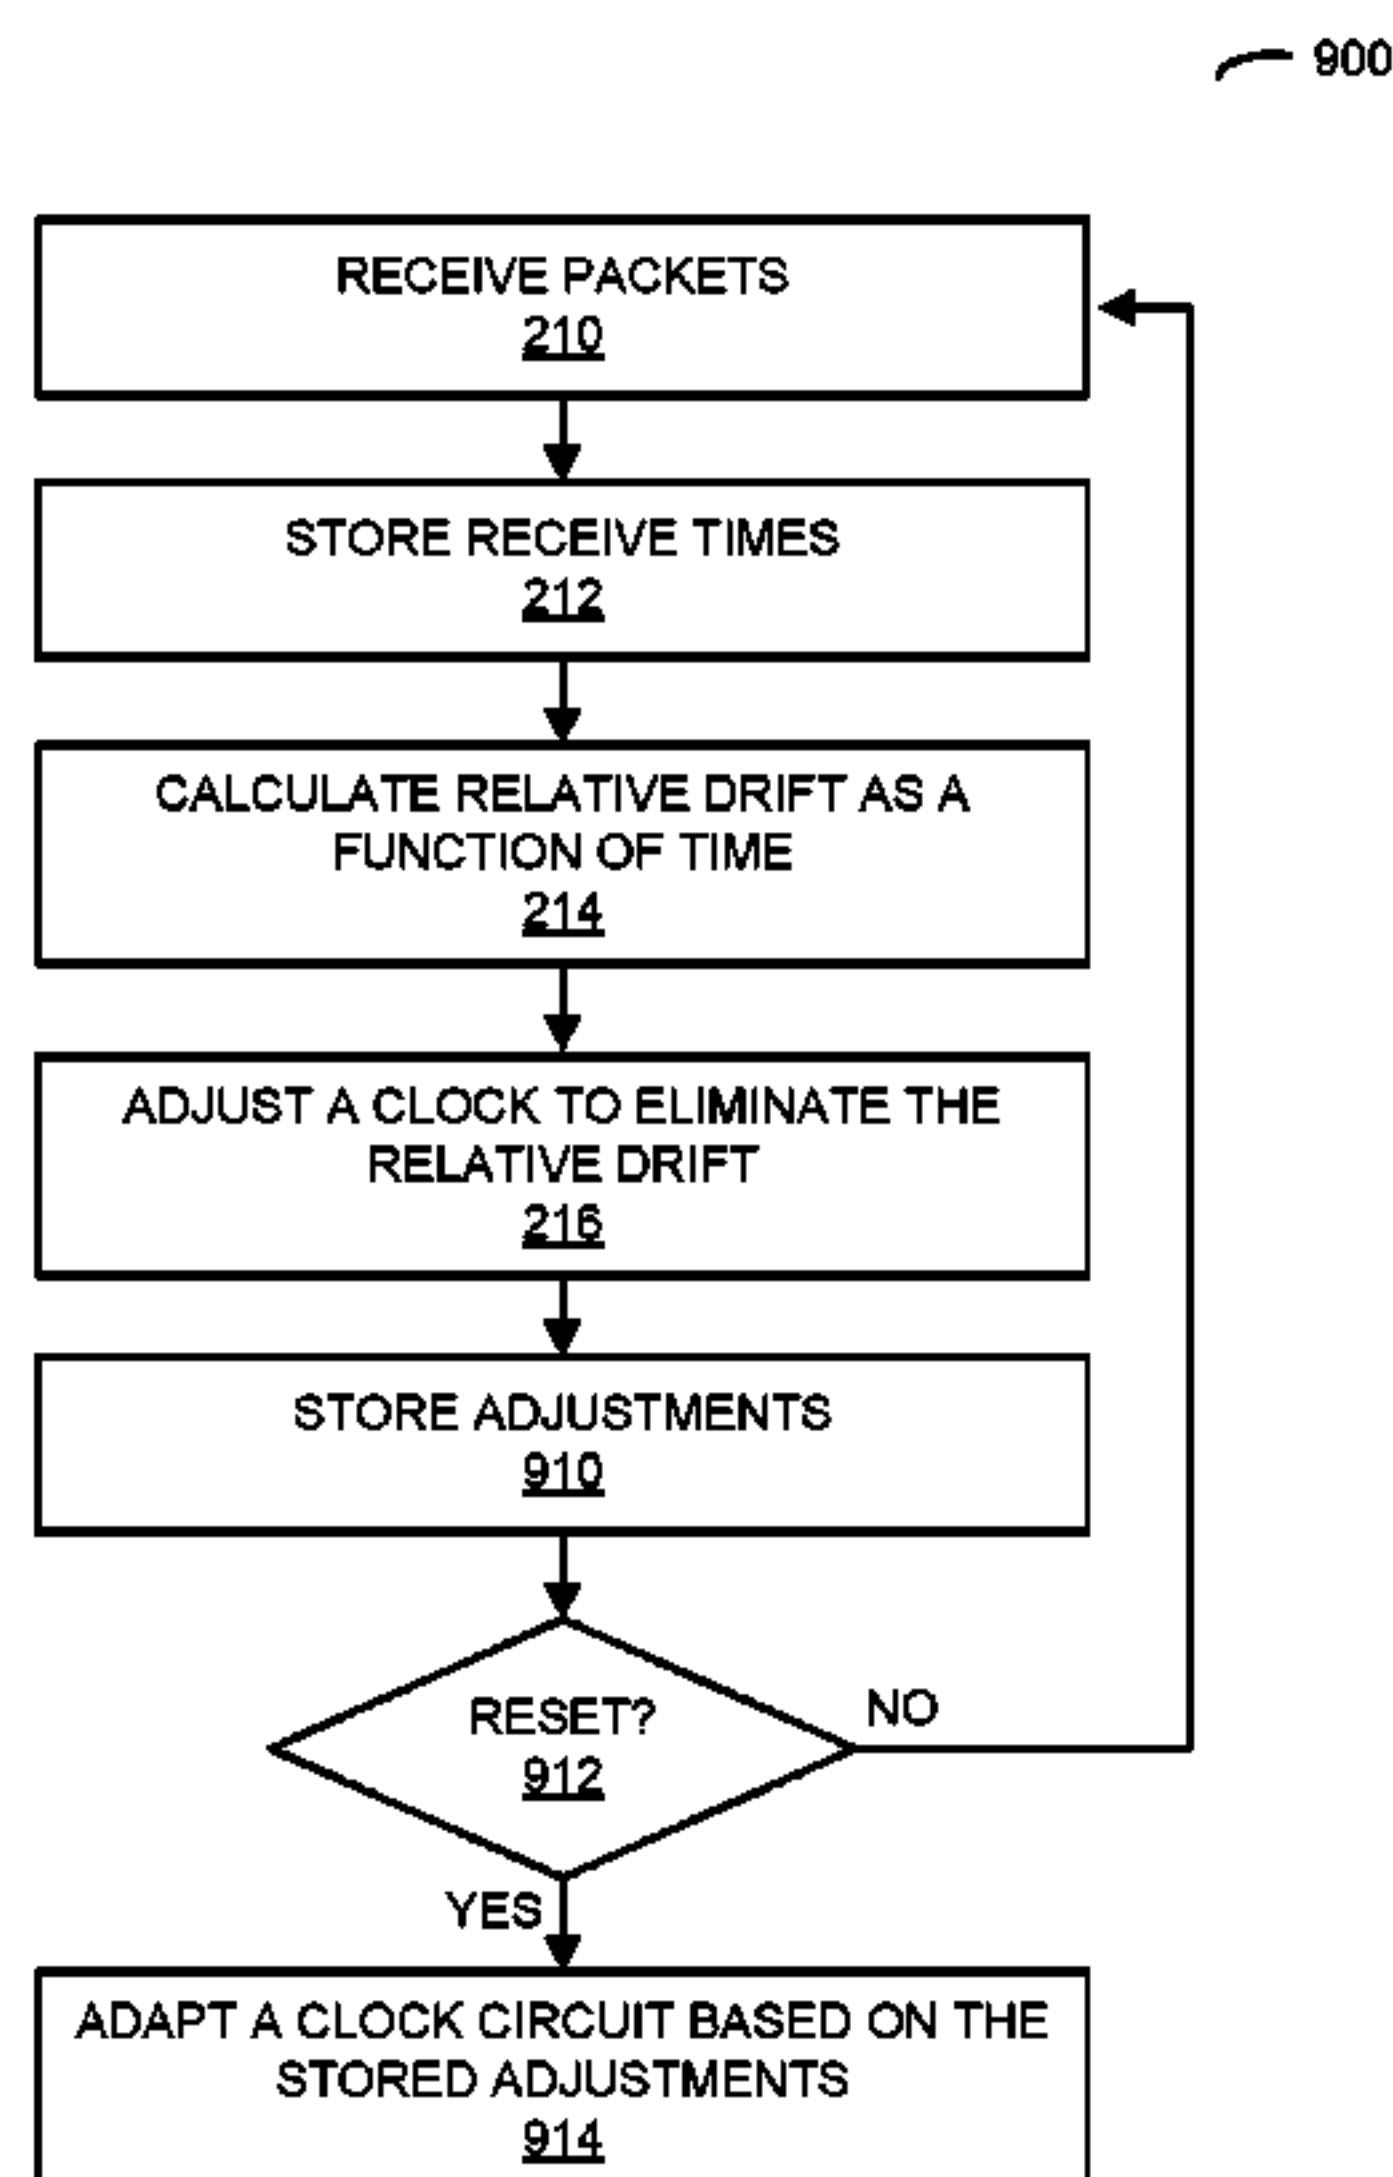 900
RECEIVE PACKETS
210
STORE RECEIVE TIMES
212
CALCULATE RELATIVE DRIFT AS A
FUNCTION OF TIME
214
ADJUST A CLOCK TO ELIMINATE THE
RELATIVE DRIFT
216
STORE ADJUSTMENTS
910
RESET?
912
NO
YES
ADAPT A CLOCK CIRCUIT BASED ON THE
STORED ADJUSTMENTS
914